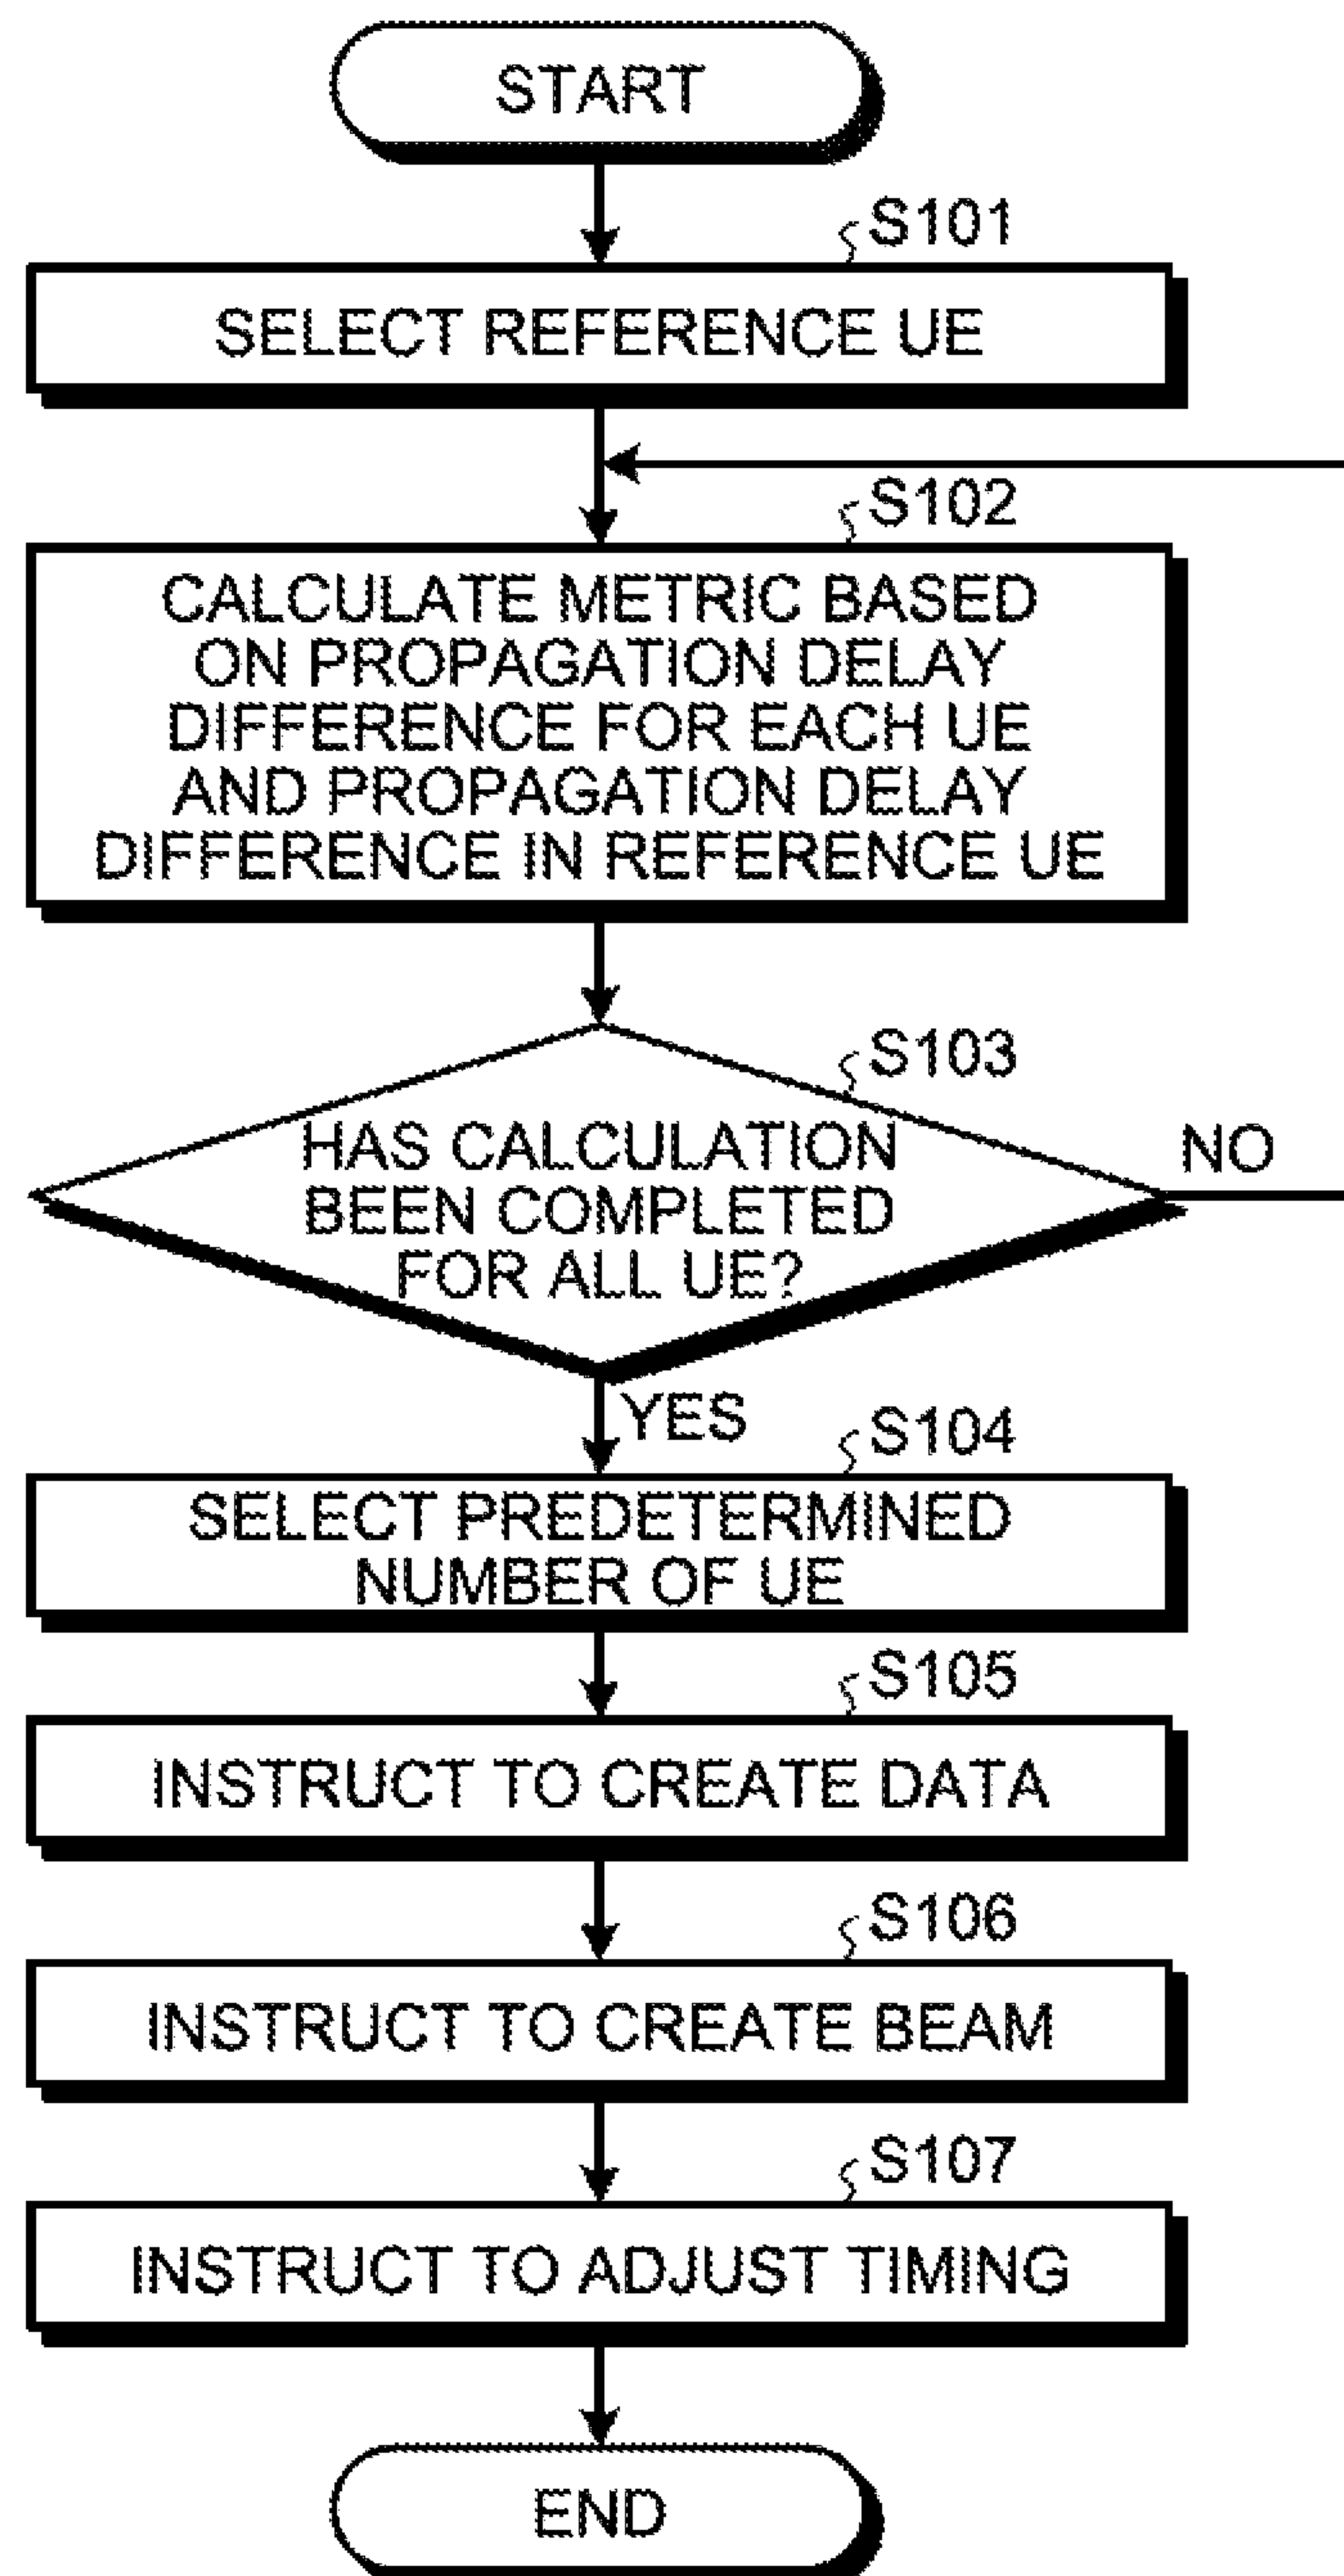 START
S101
SELECT REFERENCE UE
S102
CALCULATE METRIC BASED
ON PROPAGATION DELAY
DIFFERENCE FOR EACH UE
AND PROPAGATION DELAY
DIFFERENCE IN REFERENCE UE
S103
HAS CALCULATION
BEEN COMPLETED
FOR ALL UE?
NO
YES
S104
SELECT PREDETERMINED
NUMBER OF UE
S105
INSTRUCT TO CREATE DATA
S106
INSTRUCT TO CREATE BEAM
S107
INSTRUCT TO ADJUST TIMING
END